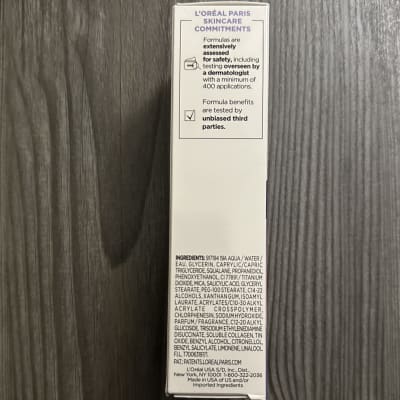 L'ORÉAL PARIS
SKINCARE
COMMITMENTS
Formulas are
extensively
assessed
for safety, including
testing overseen by
a dermatologist
with a minimum of
400 applications.
Formula benefits
are tested by
unbiased third
parties.
INGREDIENTS: 917184 19A AQUA / WATER /
EAU, GLYCERIN, CAPRYLIC/CAPRIC
TRIGLYCERIDE, SQUALANE, PROPANEDIOL,
PHENOXYETHANOL, CI 77891 / TITANIUM
DIOXIDE, MICA, SALICYLIC ACID, GLYCERYL
STEARATE, PEG-100 STEARATE, C14-22
ALCOHOLS, XANTHAN GUM, ISOAMYL
LAURATE, ACRYLATES/C10-30 ALKYL
ACRYLATE CROSSPOLYMER,
CHLORPHENESIN, SODIUM HYDROXIDE,
PARFUM / FRAGRANCE, C12-20 ALKYL
GLUCOSIDE, TRISODIUM ETHYLENEDIAMINE
DISUCCINATE, SOLUBLE COLLAGEN, TIN
OXIDE, BENZYL ALCOHOL, CITRONELLOL,
BENZYL SALICYLATE, LIMONENE, LINALOOL
F.I.L.
PAT.: PATENTS.LOREALPARIS.COM
L'Oréal USA S/D, Inc., Dist.
New York, NY 10001 1-800-322-2036
Made in USA of US and/or
Imported Ingredients